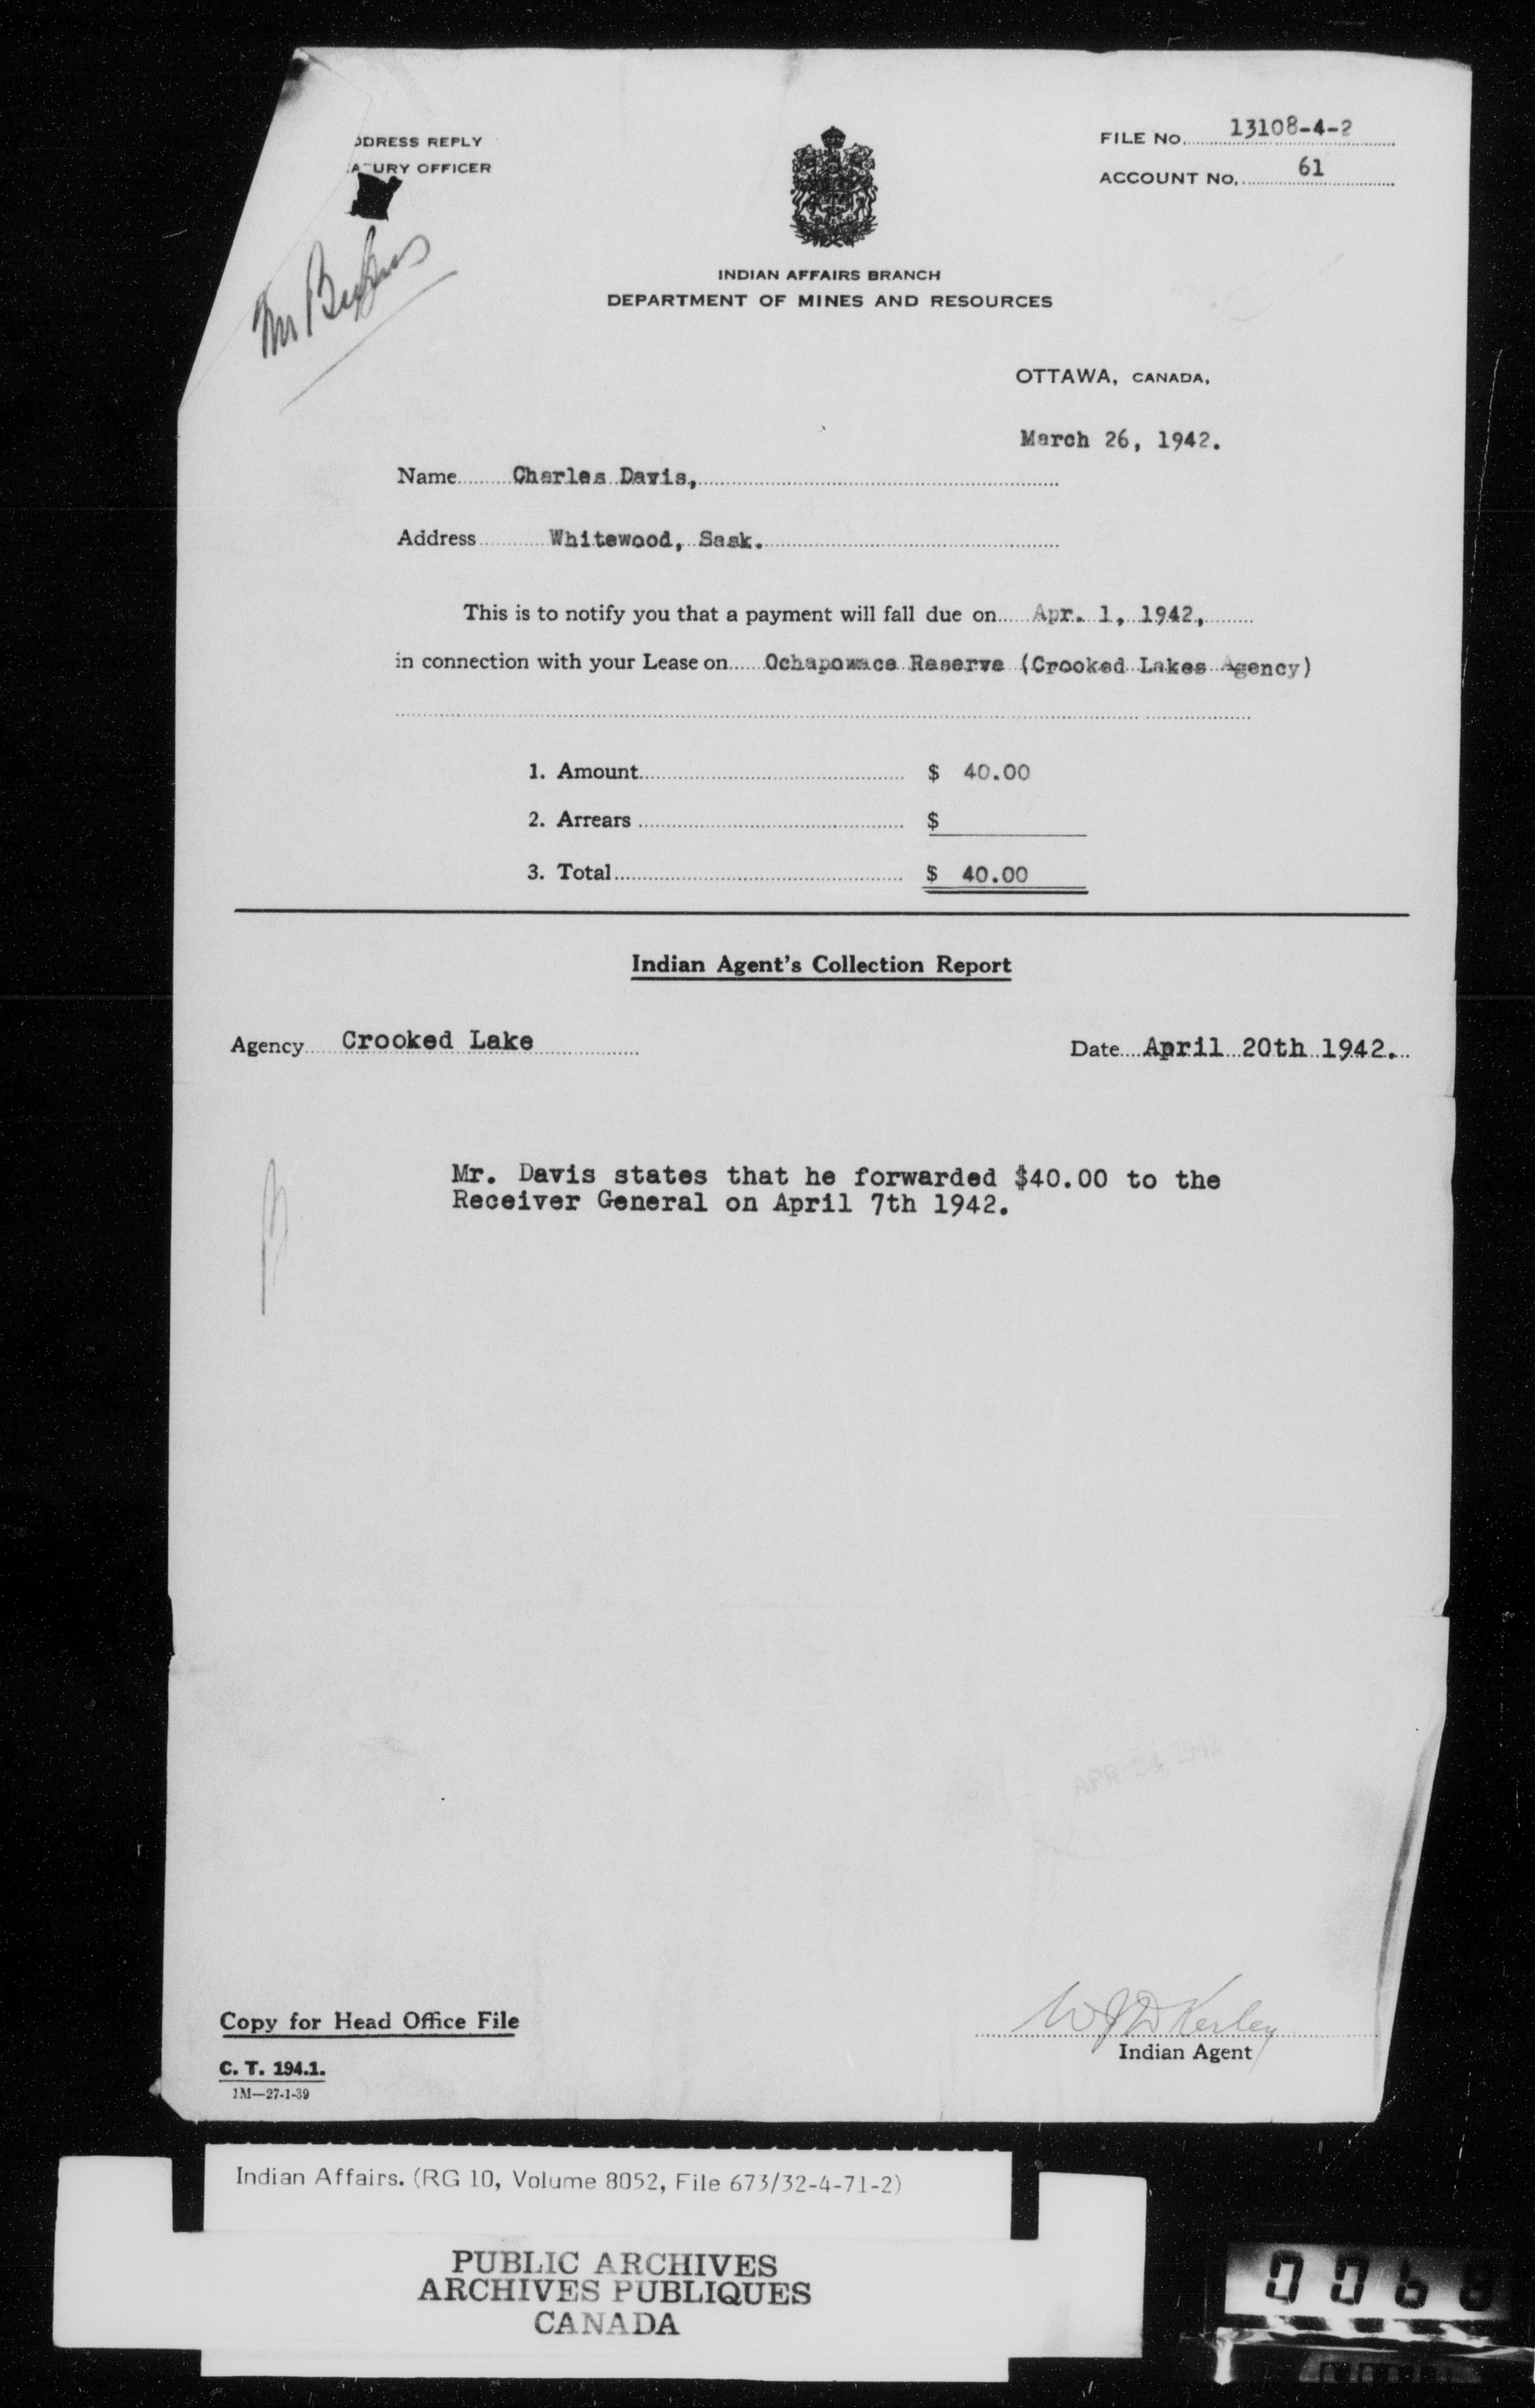 DDRESS REPLY
URY OFFICER
FILE No. 13108-4-2
ACCOUNT No. 61
Mr
INDIAN AFFAIRS BRANCH
DEPARTMENT OF MINES AND RESOURCES
OTTAWA, CANADA,
March 26, 1942.
Name Charles Davis,
Address Whitewood, Sask.
This is to notify you that a payment will fall due on Apr. 1, 1942,
in connection with your Lease on Ochapowace Reserve (Crooked Lakes Agency)
1. Amount $ 40.00
2. Arrears $
3. Total $ 40.00
Indian Agent's Collection Report
Agency Crooked Lake Date April 20th 1942.
Mr. Davis states that he forwarded $40.00 to the
Receiver General on April 7th 1942.
APR
Copy for Head Office File
W J D Kerley
Indian Agent
C. T. 194.1.
1M—27-1-39
Indian Affairs. (RG 10, Volume 8052, File 673/32-4-71-2)
PUBLIC ARCHIVES
ARCHIVES PUBLIQUES
CANADA
0068